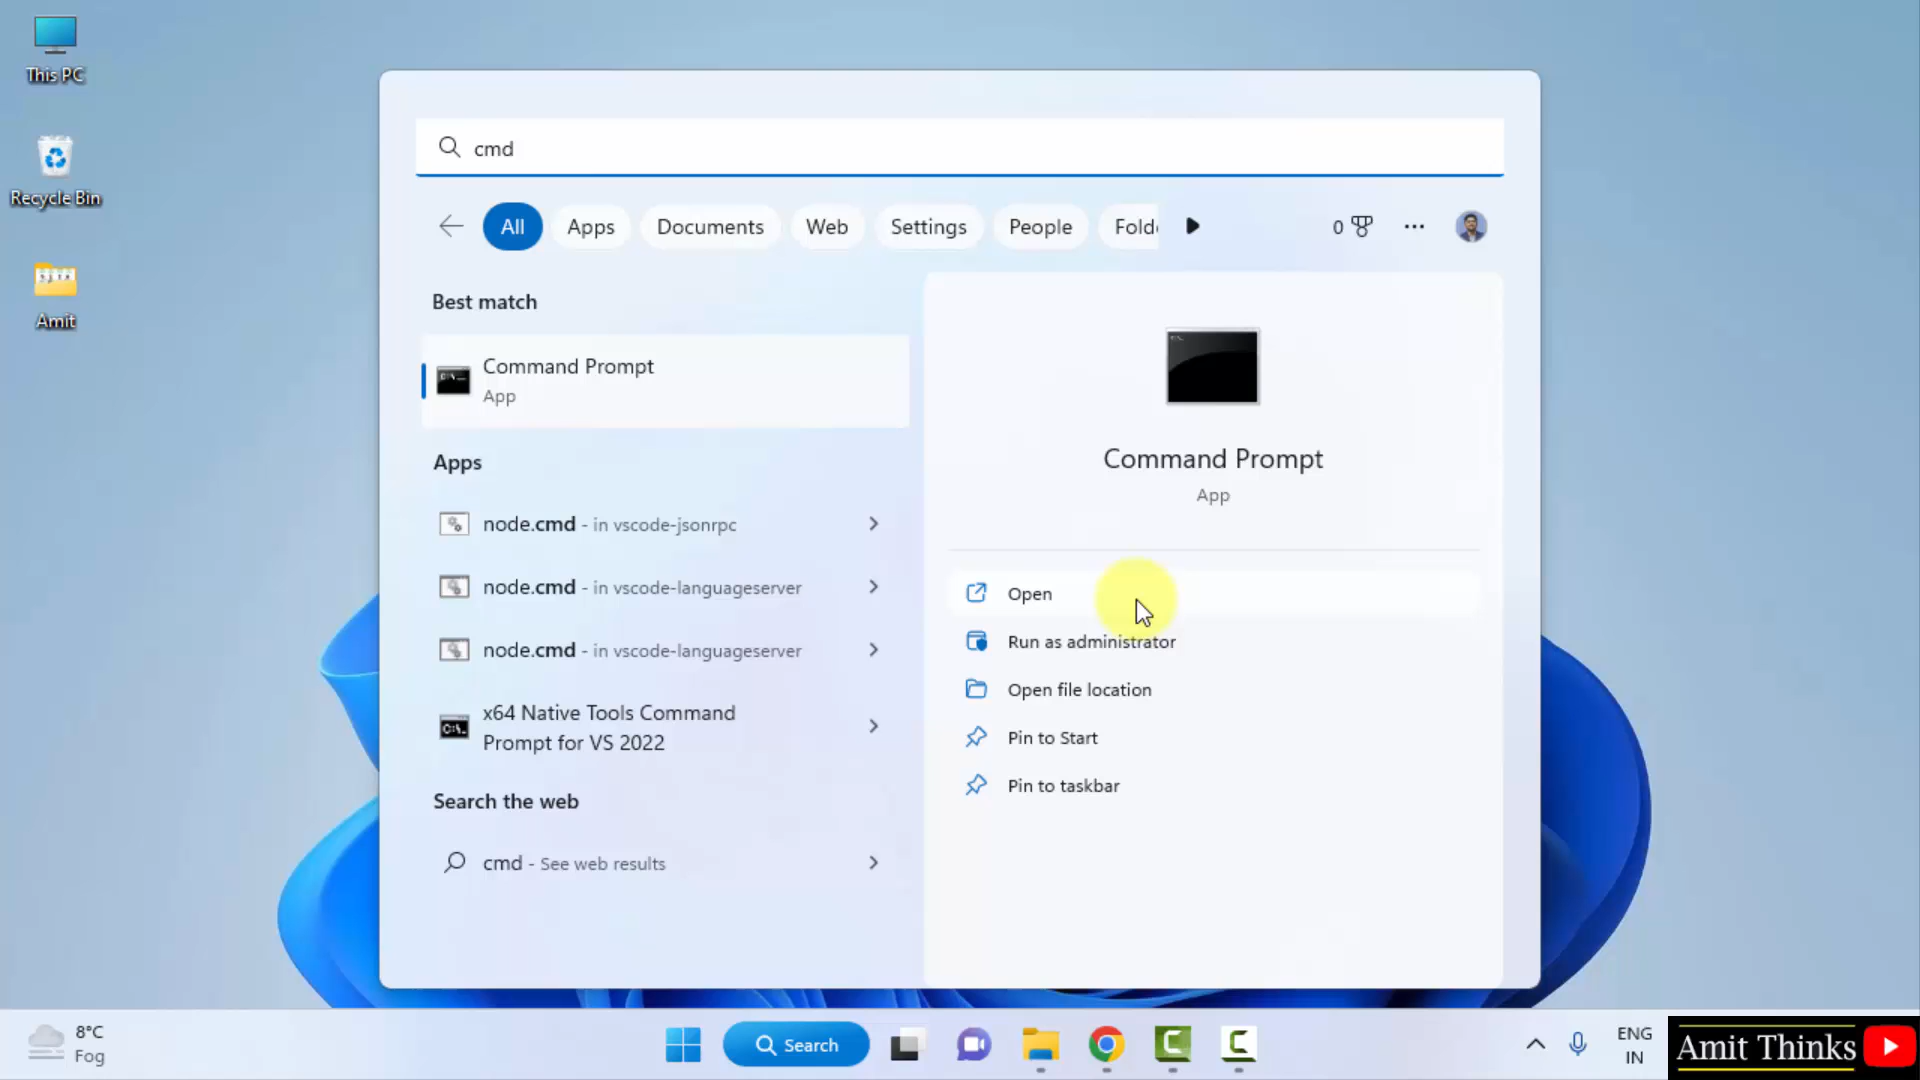 This PC
Recycle Bin
Amit
cmd
All Apps Documents Web Settings People Folde 0
Best match
Command Prompt
App
Apps
node.cmd - in vscode-jsonrpc
node.cmd - in vscode-languageserver
node.cmd - in vscode-languageserver
x64 Native Tools Command
Prompt for VS 2022
Search the web
cmd - See web results
Command Prompt
App
Open
Run as administrator
Open file location
Pin to Start
Pin to taskbar
8°C
Fog
Search
ENG
IN
Amit Thinks